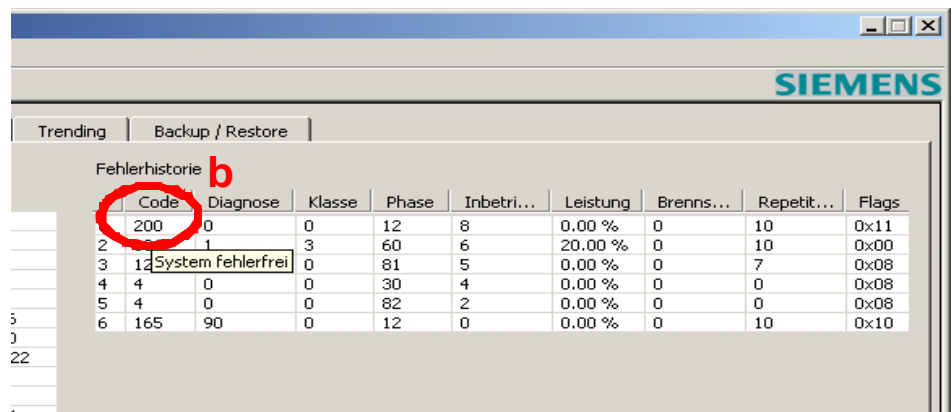 SIEMENS
Trending Backup / Restore
Fehlerhistorie b
Code Diagnose Klasse Phase Inbetri... Leistung Brenns... Repetit... Flags
200 0 0 12 8 0.00 % 0 10 0x11
2 1 3 60 6 20.00 % 0 10 0x00
System fehlerfrei
3 12 0 81 5 0.00 % 0 7 0x08
4 4 0 30 4 0.00 % 0 0 0x08
5 4 0 82 2 0.00 % 0 0 0x08
6 165 90 12 0 0.00 % 0 10 0x10
22